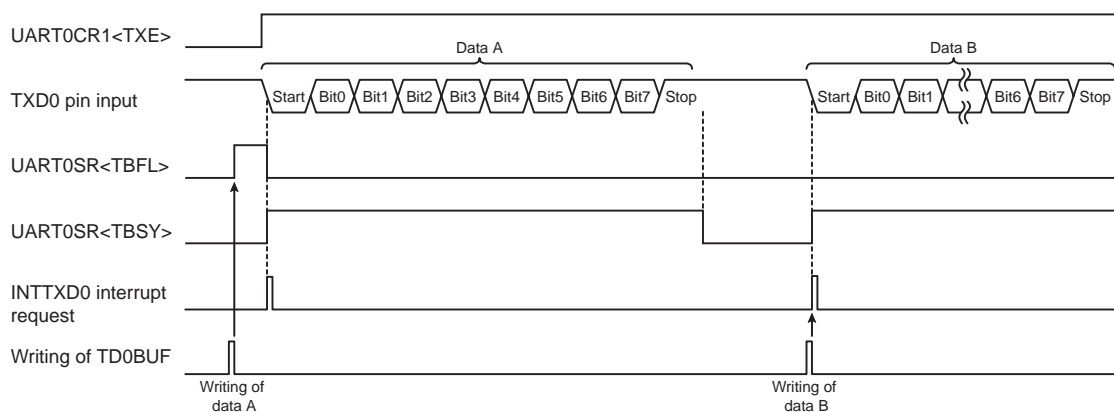 UART0CR1<TXE>
Data A
Data B
TXD0 pin input
Start Bit0 Bit1 Bit2 Bit3 Bit4 Bit5 Bit6 Bit7 Stop
Start Bit0 Bit1 Bit6 Bit7 Stop
UART0SR<TBFL>
UART0SR<TBSY>
INTTXD0 interrupt
request
Writing of TD0BUF
Writing of
data A
Writing of
data B